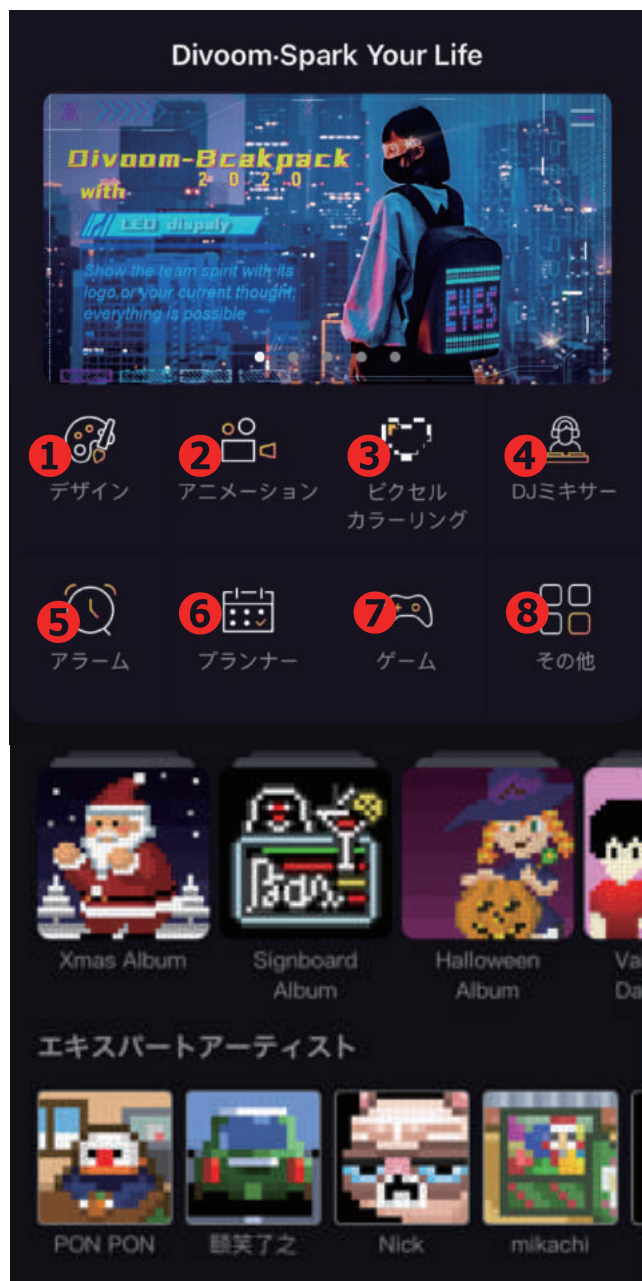 Divoom·Spark Your Life
Divoom-Bcakpack
with 2 0 2 0
LED dispaly
Show the team spirit with its
logo,or your current thought,
everything is possible
EYES
1 2 3 4
デザイン アニメーション ピクセル DJミキサー
カラーリング
5 6 7 8
アラーム プランナー ゲーム その他
Xmas Album Signboard Halloween Va
Album Album Da
エキスパートアーティスト
PON PON 頤笑了之 Nick mikachi